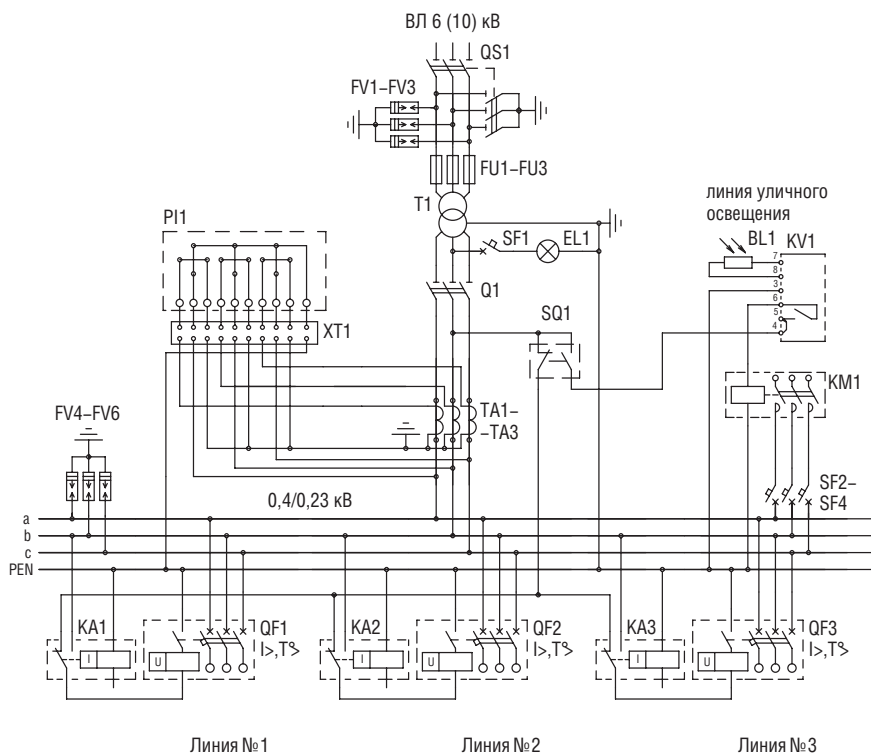 ВЛ 6 (10) кВ
QS1
FV1–FV3
FU1–FU3
T1
линия уличного
освещения
PI1
SF1
EL1
BL1
KV1
7
8
3
6
5
4
Q1
SQ1
XT1
KM1
FV4–FV6
TA1–
–TA3
0,4/0,23 кВ
SF2–
SF4
a
b
c
PEN
KA1
QF1
I>,T
I
U
KA2
QF2
I>,T
I
U
KA3
QF3
I>,T
I
U
Линия №1
Линия №2
Линия №3